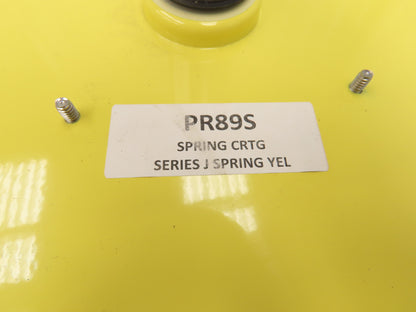 PR89S
SPRING CRTG
SERIES J SPRING YEL